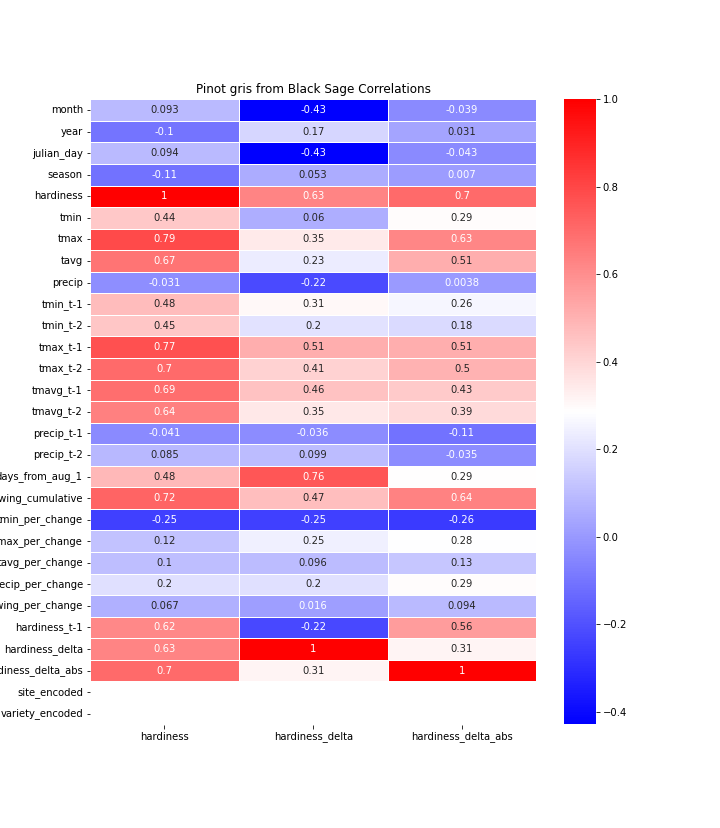 Pinot gris from Black Sage Correlations
month 0.093 -0.43 -0.039
year -0.1 0.17 0.031
julian_day 0.094 -0.43 -0.043
season -0.11 0.053 0.007
hardiness 1 0.63 0.7
tmin 0.44 0.06 0.29
tmax 0.79 0.35 0.63
tavg 0.67 0.23 0.51
precip -0.031 -0.22 0.0038
tmin_t-1 0.48 0.31 0.26
tmin_t-2 0.45 0.2 0.18
tmax_t-1 0.77 0.51 0.51
tmax_t-2 0.7 0.41 0.5
tmavg_t-1 0.69 0.46 0.43
tmavg_t-2 0.64 0.35 0.39
precip_t-1 -0.041 -0.036 -0.11
precip_t-2 0.085 0.099 -0.035
days_from_aug_1 0.48 0.76 0.29
wing_cumulative 0.72 0.47 0.64
tmin_per_change -0.25 -0.25 -0.26
max_per_change 0.12 0.25 0.28
tavg_per_change 0.1 0.096 0.13
ecip_per_change 0.2 0.2 0.29
wing_per_change 0.067 0.016 0.094
hardiness_t-1 0.62 -0.22 0.56
hardiness_delta 0.63 1 0.31
diness_delta_abs 0.7 0.31 1
site_encoded
variety_encoded
hardiness hardiness_delta hardiness_delta_abs
1.0
0.8
0.6
0.4
0.2
0.0
−0.2
−0.4